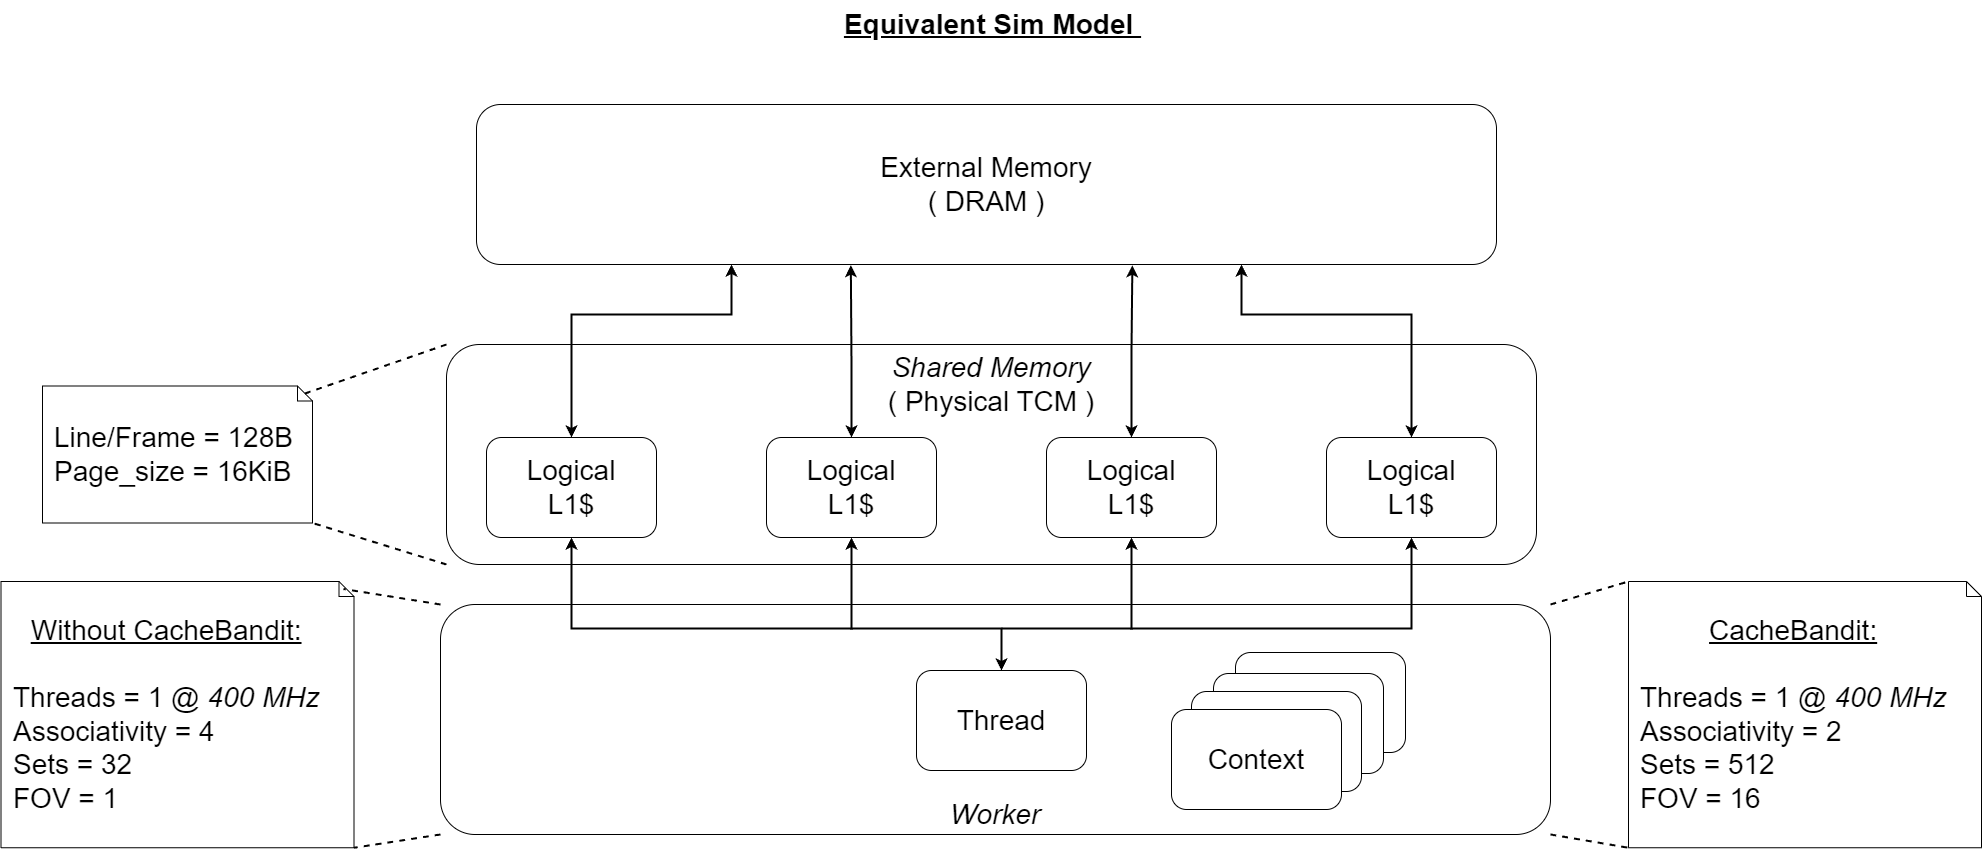 Equivalent Sim Model
External Memory
( DRAM )
Shared Memory
( Physical TCM )
Line/Frame = 128B
Page_size = 16KiB
Logical
L1$
Logical
L1$
Logical
L1$
Logical
L1$
Without CacheBandit:
Threads = 1 @ 400 MHz
Associativity = 4
Sets = 32
FOV = 1
Thread
Context
Worker
CacheBandit:
Threads = 1 @ 400 MHz
Associativity = 2
Sets = 512
FOV = 16